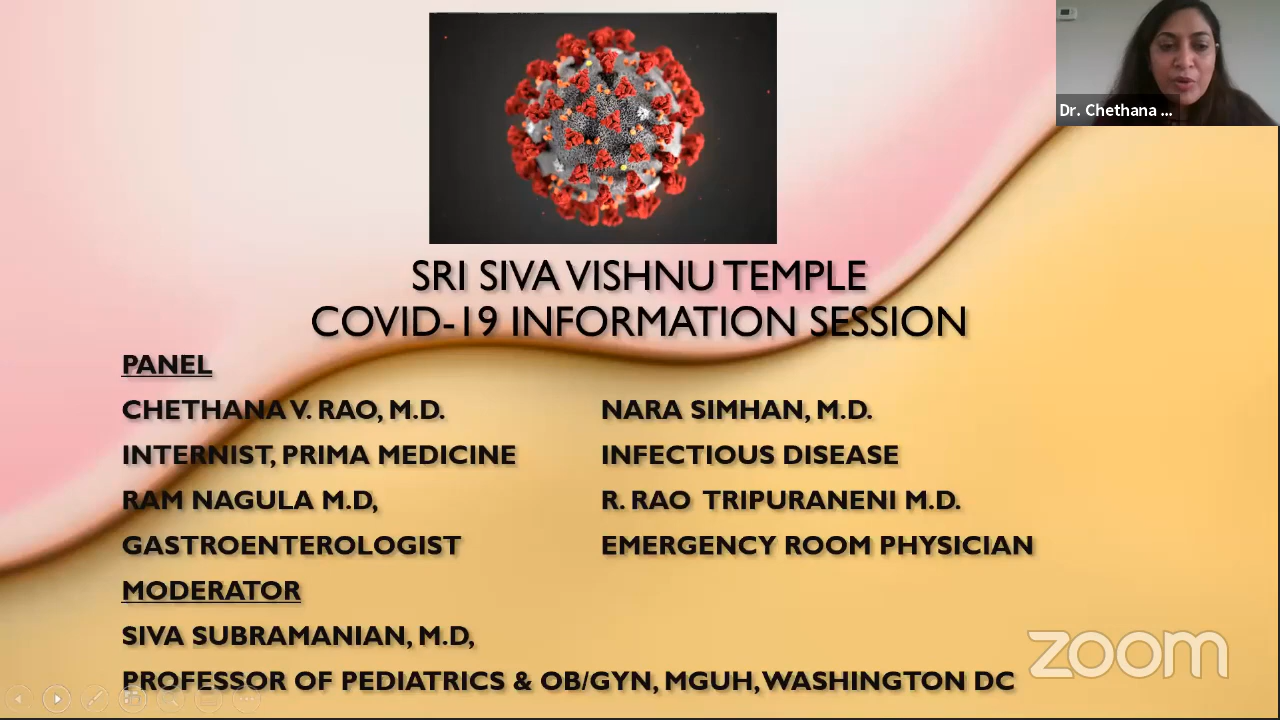 Dr. Chethana ...
SRI SIVA VISHNU TEMPLE
COVID-19 INFORMATION SESSION
PANEL
CHETHANA V. RAO, M.D.
INTERNIST, PRIMA MEDICINE
RAM NAGULA M.D,
GASTROENTEROLOGIST
NARA SIMHAN, M.D.
INFECTIOUS DISEASE
R. RAO TRIPURANENI M.D.
EMERGENCY ROOM PHYSICIAN
MODERATOR
SIVA SUBRAMANIAN, M.D,
PROFESSOR OF PEDIATRICS & OB/GYN, MGUH, WASHINGTON DC
zoom